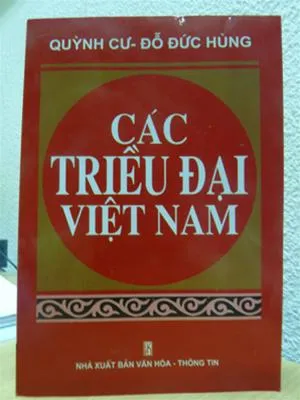 QUỲNH CƯ- ĐỖ ĐỨC HÙNG
CÁC
TRIỀU ĐẠI
VIỆT NAM
NHÀ XUẤT BẢN VĂN HÓA - THÔNG TIN